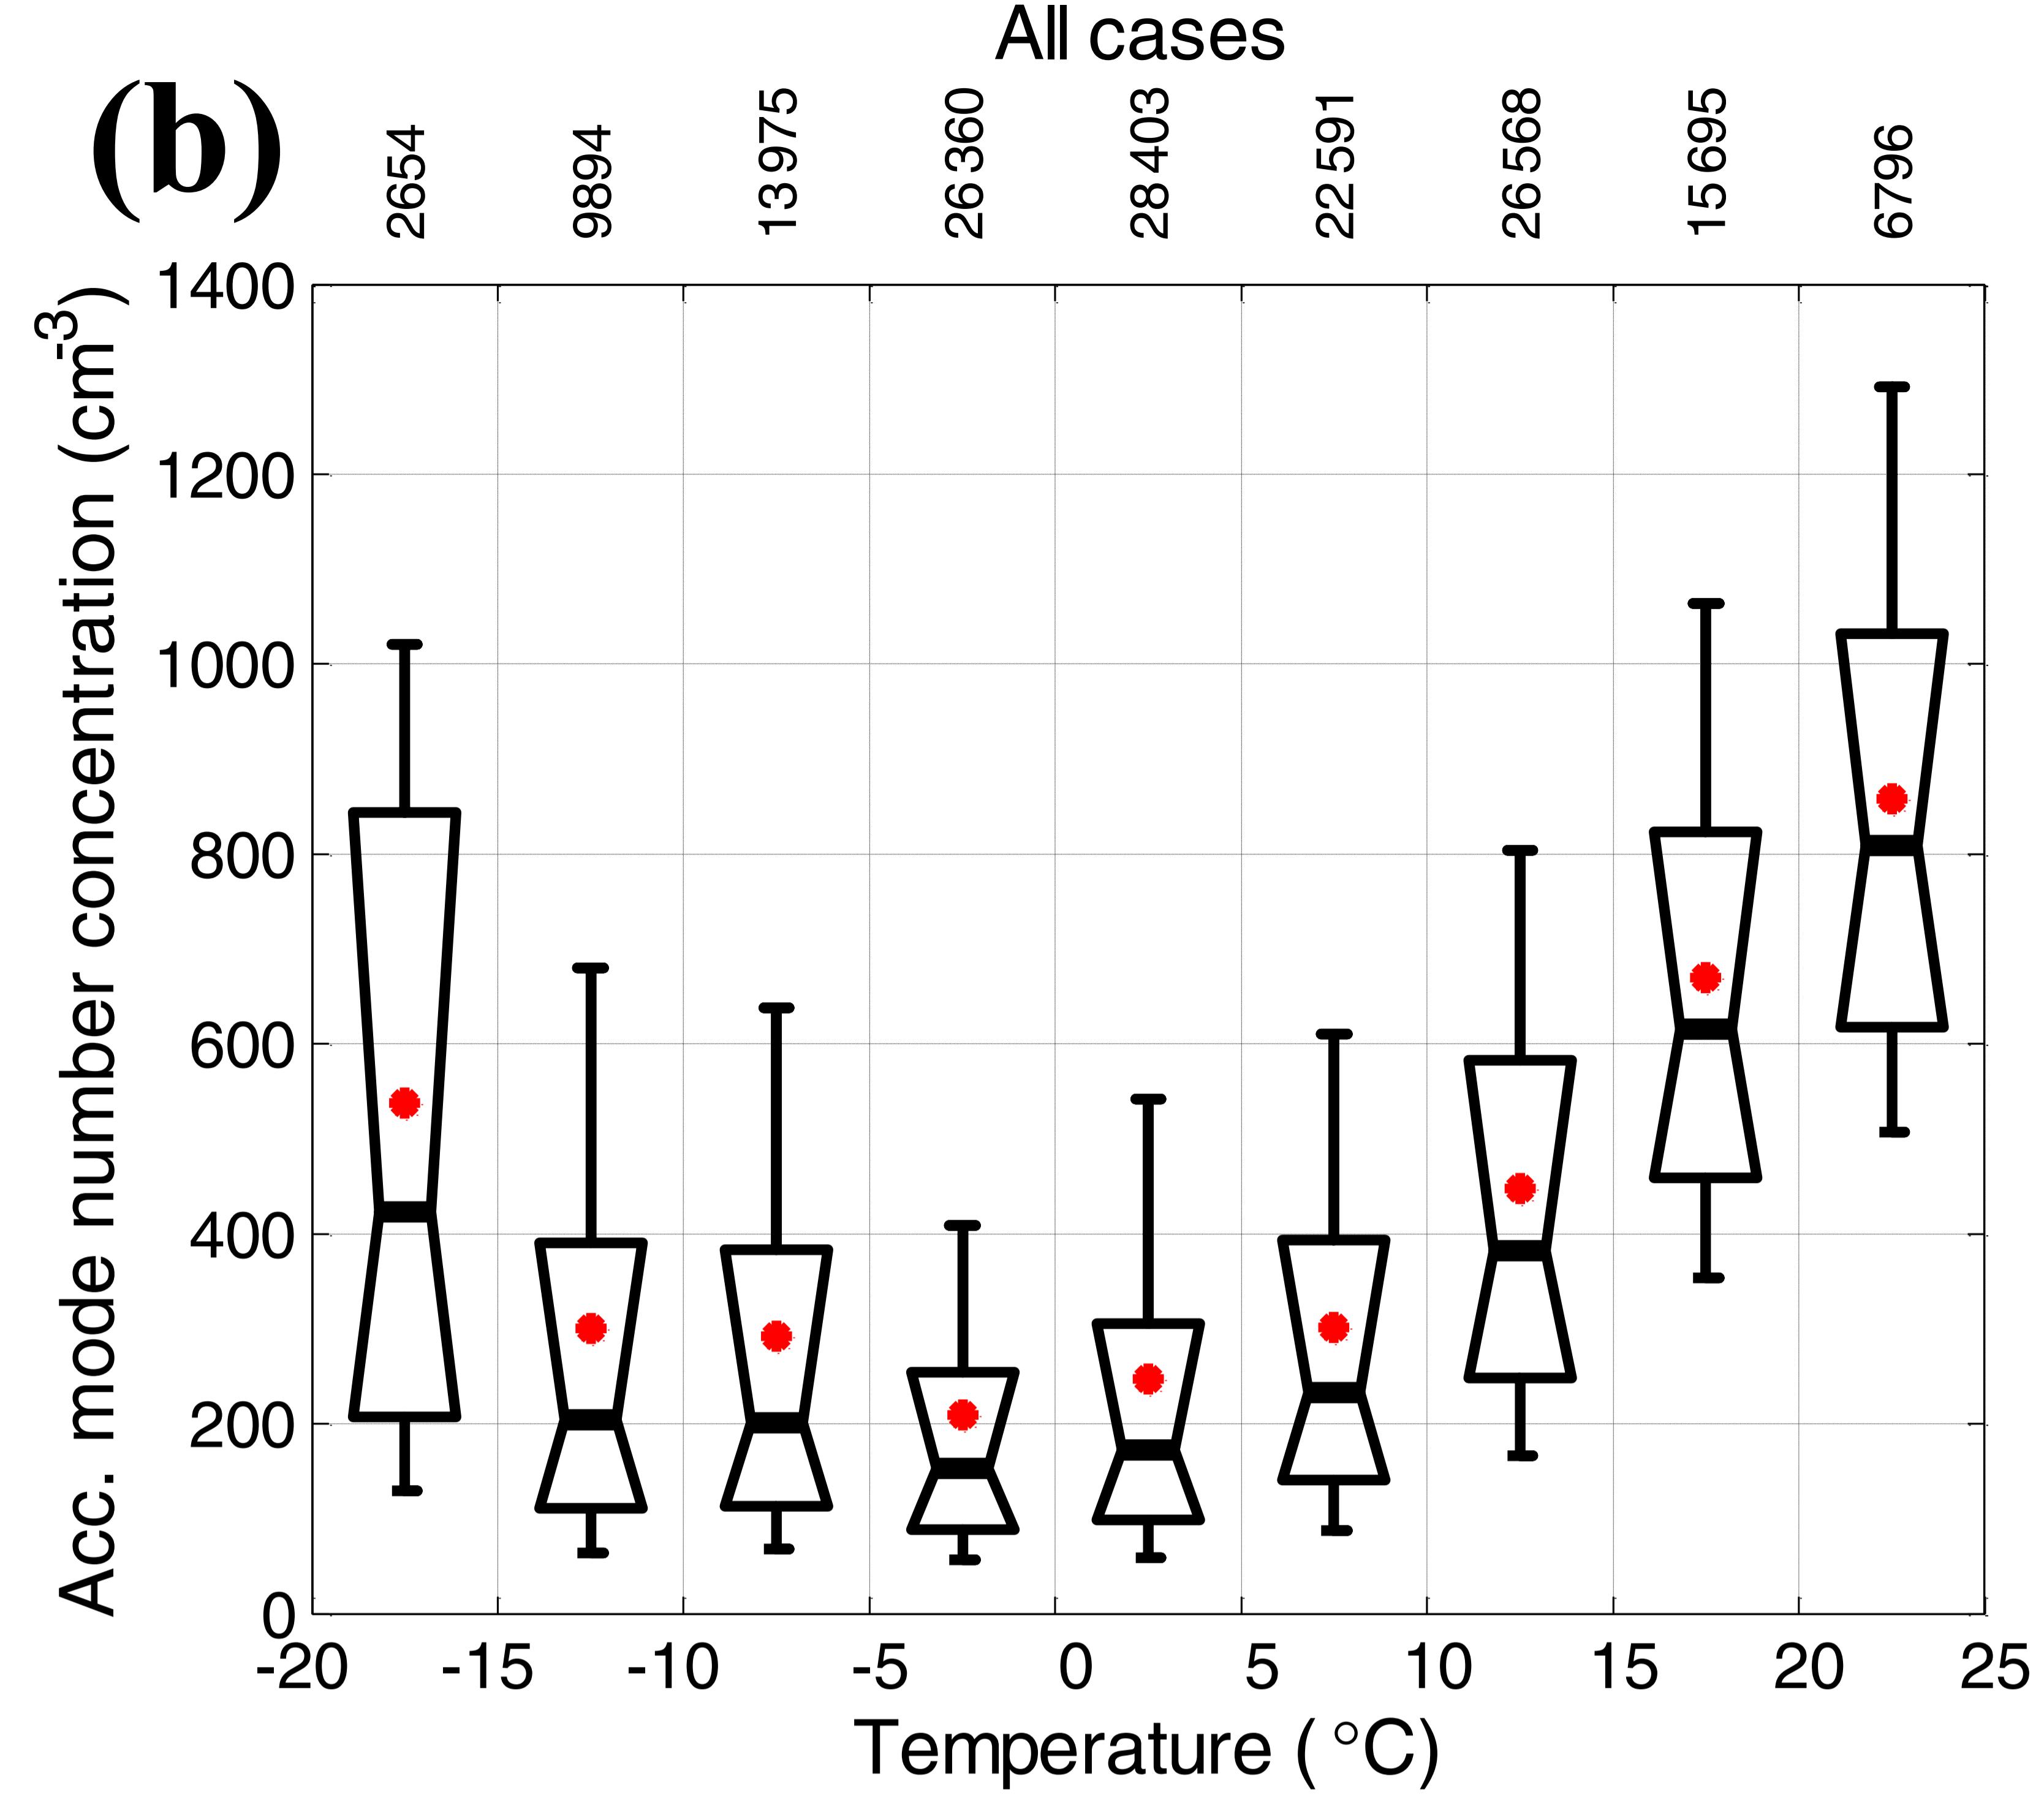 All cases
(b)
2654 9894 13 975 26 360 28 403 22 591 26 568 15 695 6796
Acc. mode number concentration (cm-3)
1400
1200
1000
800
600
400
200
0
-20 -15 -10 -5 0 5 10 15 20 25
Temperature (°C)